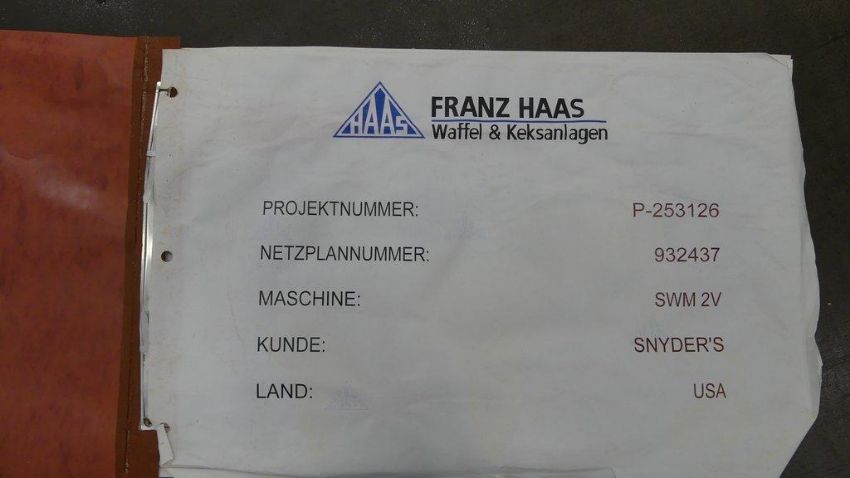 HAAS
FRANZ HAAS
Waffel & Keksanlagen
PROJEKTNUMMER: P-253126
NETZPLANNUMMER: 932437
MASCHINE: SWM 2V
KUNDE: SNYDER'S
LAND: USA